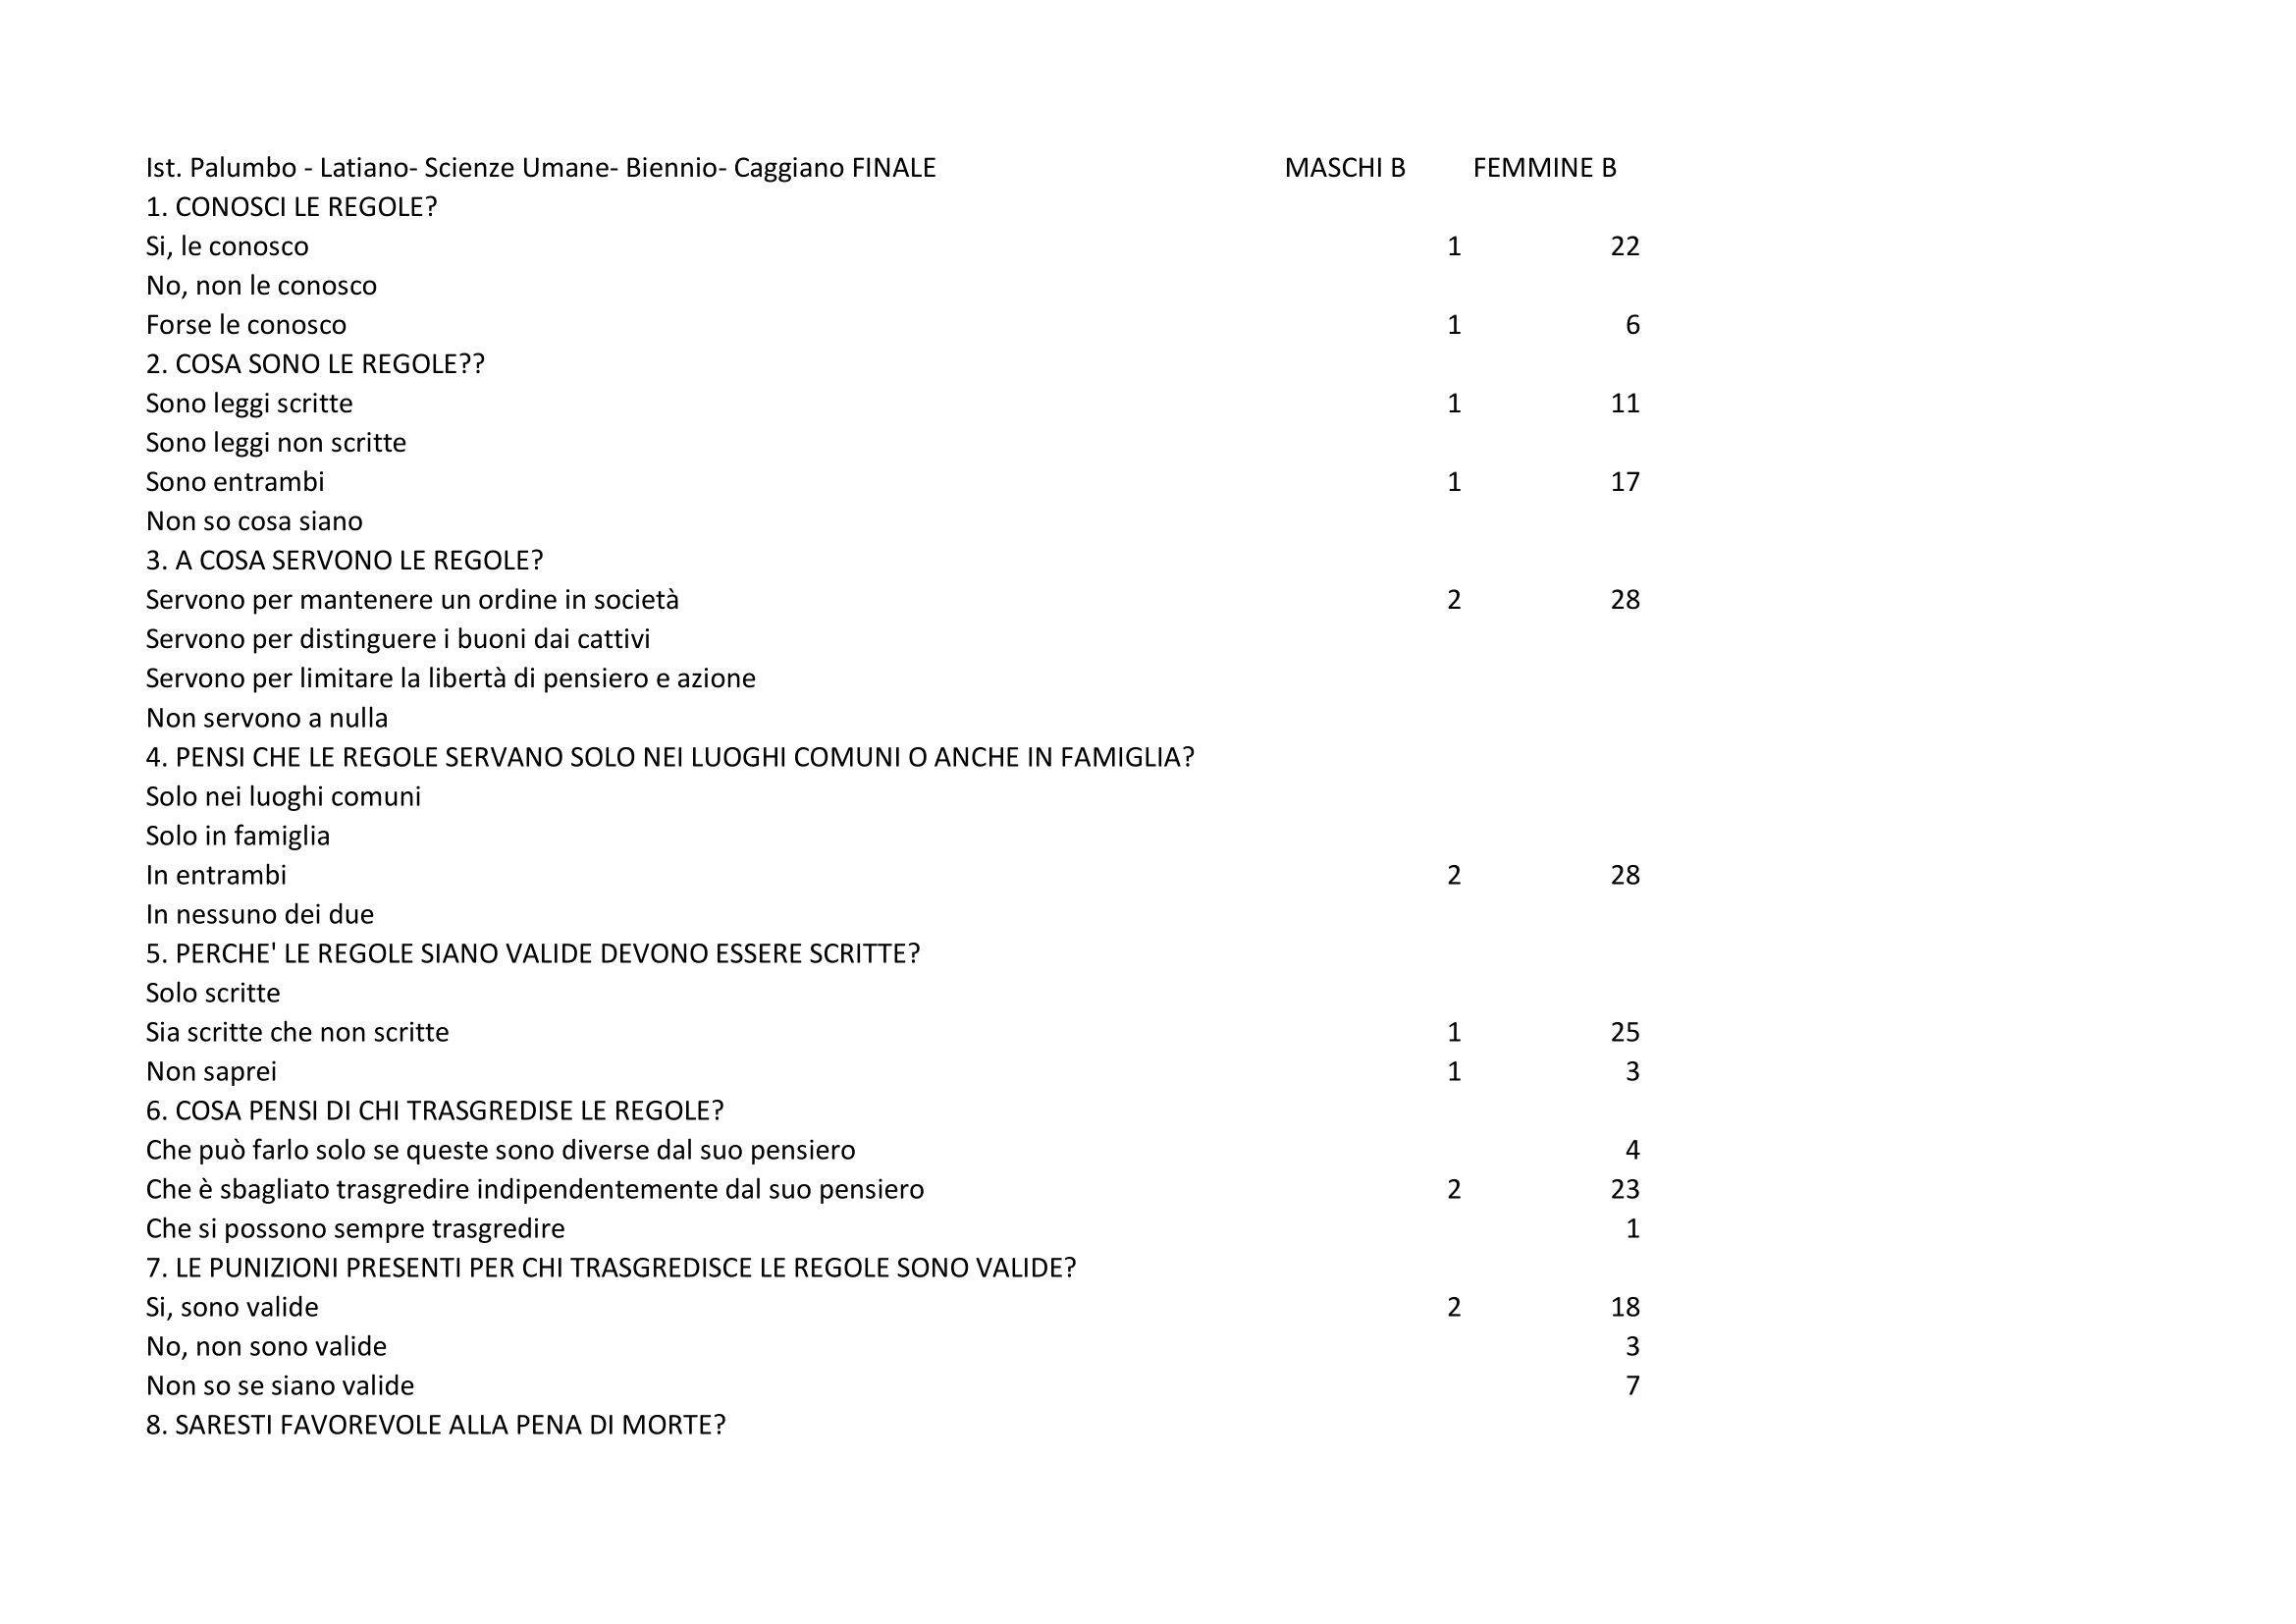 Ist. Palumbo - Latiano- Scienze Umane- Biennio- Caggiano FINALE MASCHI B FEMMINE B
1. CONOSCI LE REGOLE?
Si, le conosco 1 22
No, non le conosco
Forse le conosco 1 6
2. COSA SONO LE REGOLE??
Sono leggi scritte 1 11
Sono leggi non scritte
Sono entrambi 1 17
Non so cosa siano
3. A COSA SERVONO LE REGOLE?
Servono per mantenere un ordine in società 2 28
Servono per distinguere i buoni dai cattivi
Servono per limitare la libertà di pensiero e azione
Non servono a nulla
4. PENSI CHE LE REGOLE SERVANO SOLO NEI LUOGHI COMUNI O ANCHE IN FAMIGLIA?
Solo nei luoghi comuni
Solo in famiglia
In entrambi 2 28
In nessuno dei due
5. PERCHE' LE REGOLE SIANO VALIDE DEVONO ESSERE SCRITTE?
Solo scritte
Sia scritte che non scritte 1 25
Non saprei 1 3
6. COSA PENSI DI CHI TRASGREDISE LE REGOLE?
Che può farlo solo se queste sono diverse dal suo pensiero 4
Che è sbagliato trasgredire indipendentemente dal suo pensiero 2 23
Che si possono sempre trasgredire 1
7. LE PUNIZIONI PRESENTI PER CHI TRASGREDISCE LE REGOLE SONO VALIDE?
Si, sono valide 2 18
No, non sono valide 3
Non so se siano valide 7
8. SARESTI FAVOREVOLE ALLA PENA DI MORTE?